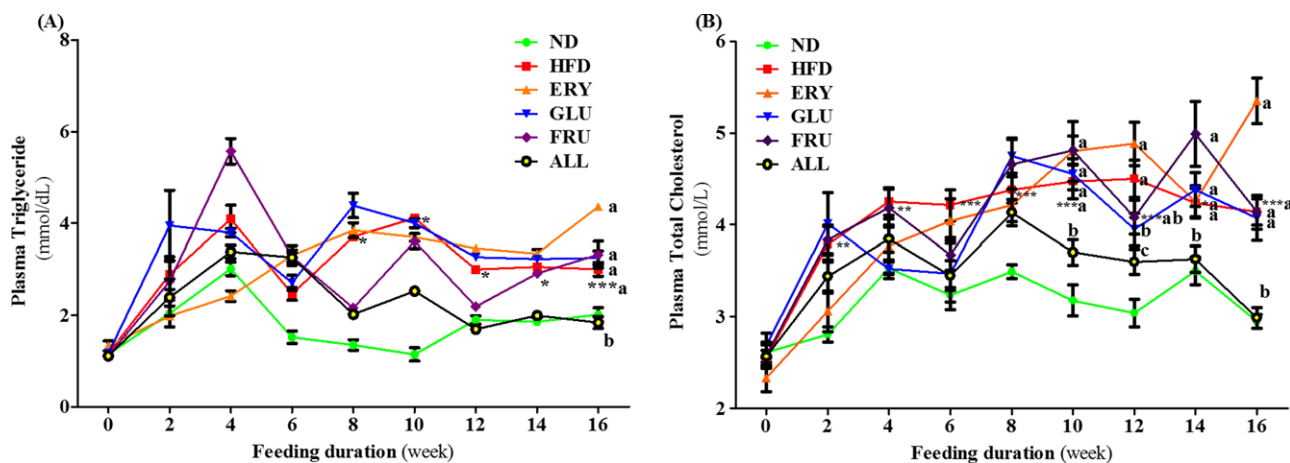 (A)
8
6
4
2
0
Plasma Triglyceride
(mmol/dL)
ND
HFD
ERY
GLU
FRU
ALL
*
*
*
*
a
a
a
***a
b
0 2 4 6 8 10 12 14 16
Feeding duration (week)
(B)
6
5
4
3
2
Plasma Total Cholesterol
(mmol/L)
ND
HFD
ERY
GLU
FRU
ALL
**
**
***
***
a
a
a
***a
b
a
a
***ab
b
c
a
a
*a
a
b
a
***a
a
a
b
0 2 4 6 8 10 12 14 16
Feeding duration (week)